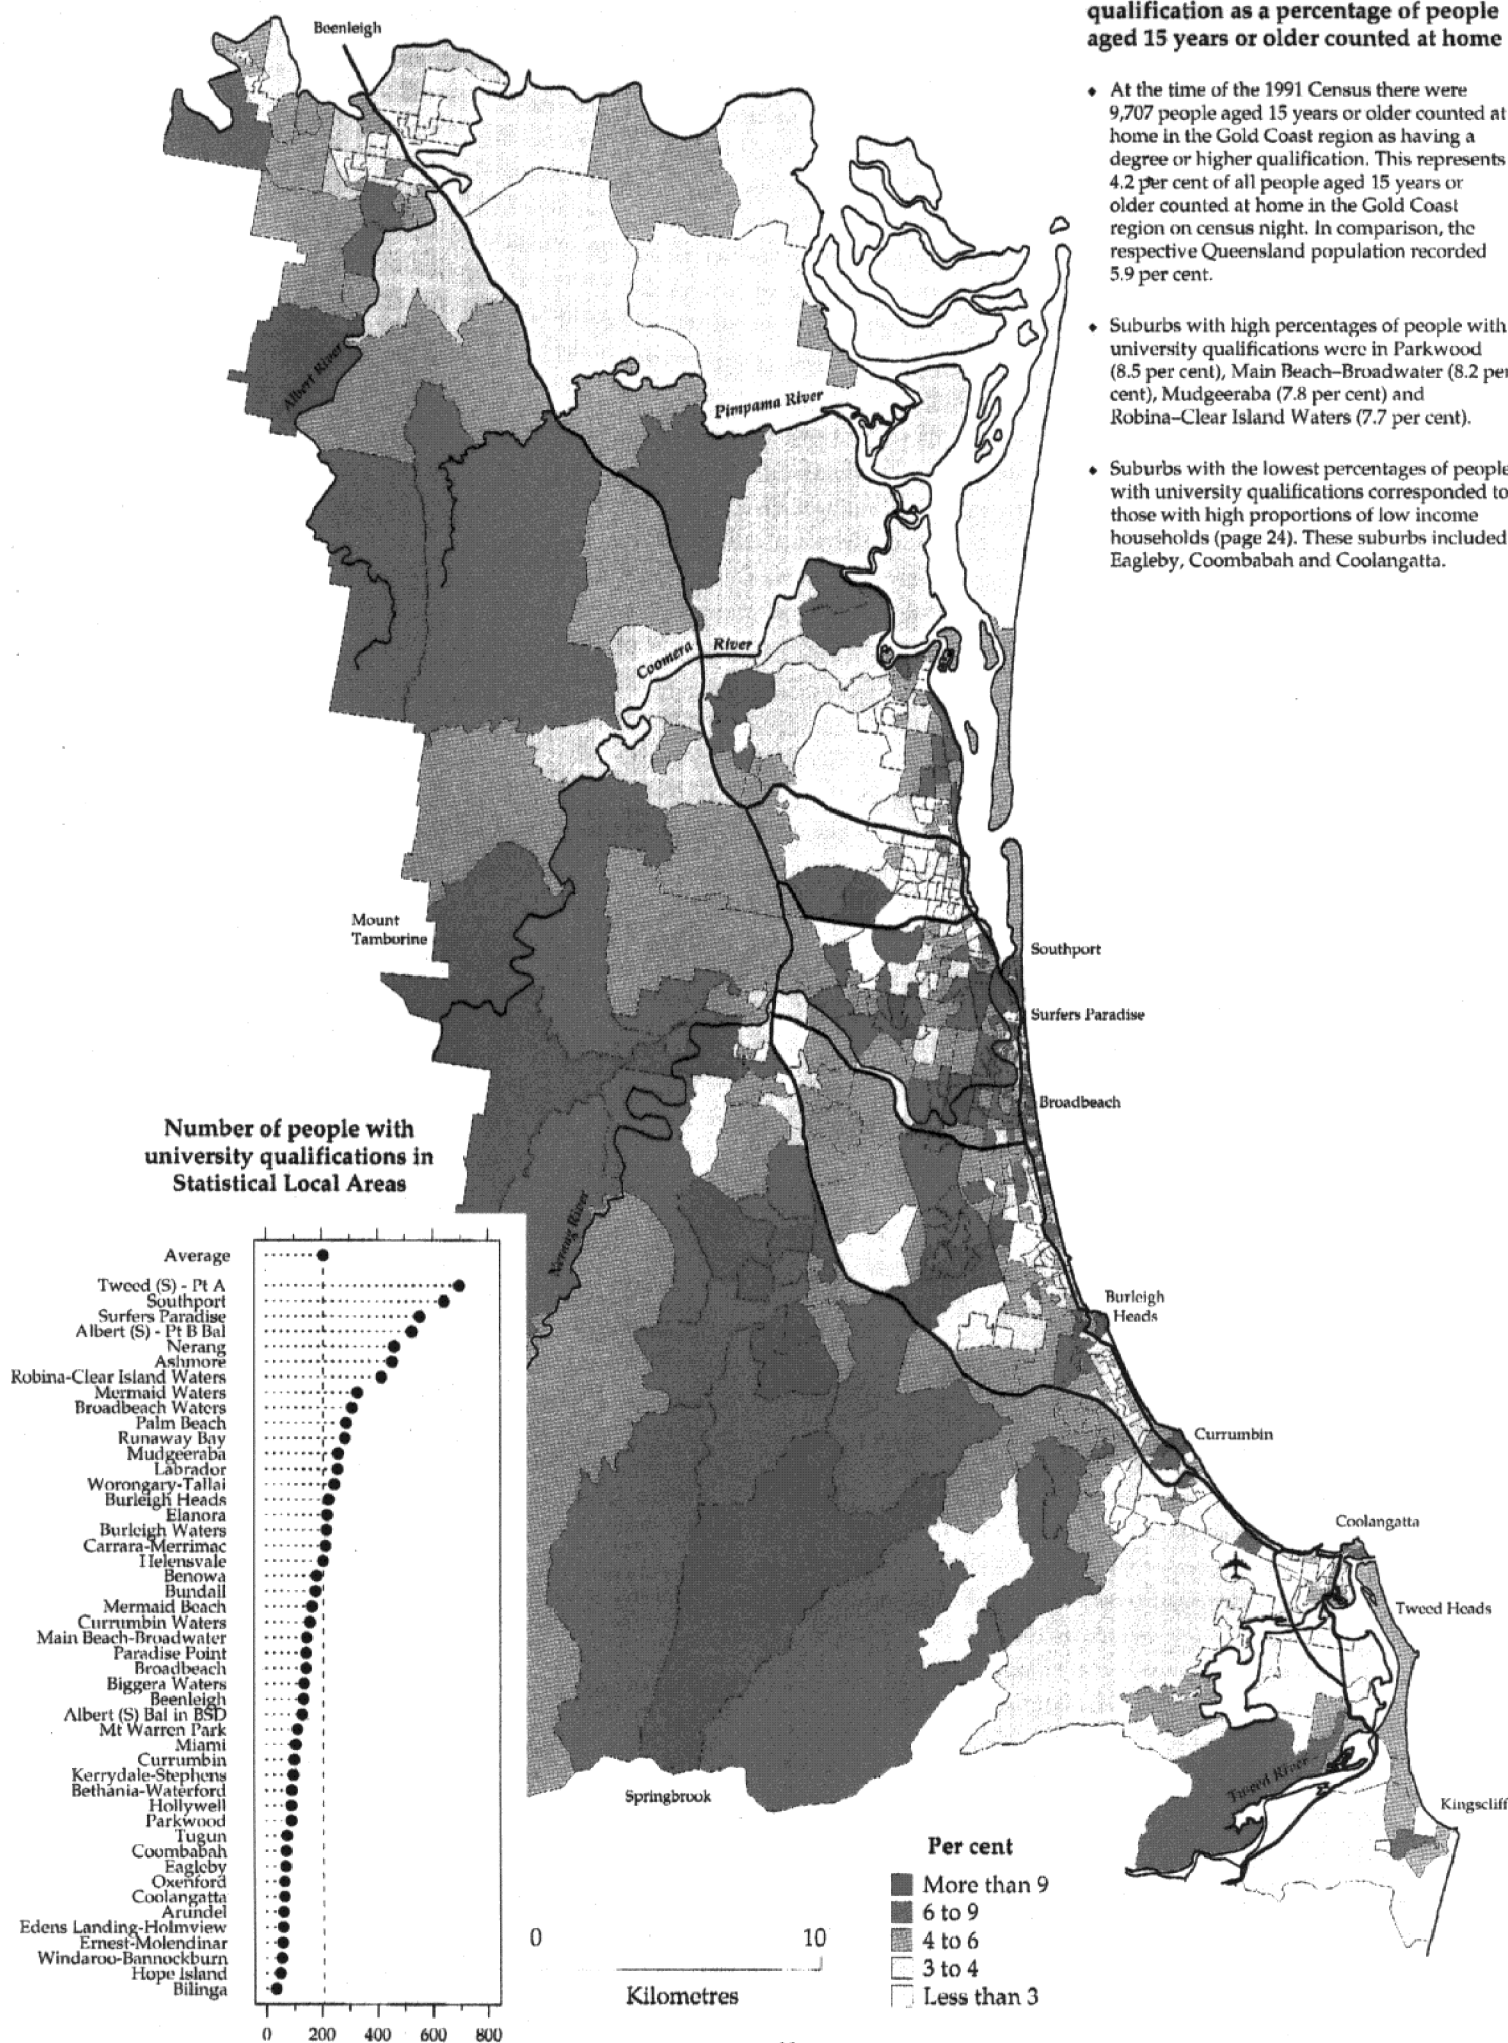 qualification as a percentage of people
aged 15 years or older counted at home
♦ At the time of the 1991 Census there were
9,707 people aged 15 years or older counted at
home in the Gold Coast region as having a
degree or higher qualification. This represents
4.2 per cent of all people aged 15 years or
older counted at home in the Gold Coast
region on census night. In comparison, the
respective Queensland population recorded
5.9 per cent.
♦ Suburbs with high percentages of people with
university qualifications were in Parkwood
(8.5 per cent), Main Beach–Broadwater (8.2 per
cent), Mudgeeraba (7.8 per cent) and
Robina–Clear Island Waters (7.7 per cent).
♦ Suburbs with the lowest percentages of people
with university qualifications corresponded to
those with high proportions of low income
households (page 24). These suburbs included
Eagleby, Coombabah and Coolangatta.
Beenleigh
Albert River
Pimpama River
Coomera River
Mount
Tamborine
Southport
Surfers Paradise
Broadbeach
Nerang River
Burleigh
Heads
Currumbin
Coolangatta
Tweed Heads
Tweed River
Kingscliff
Springbrook
Number of people with
university qualifications in
Statistical Local Areas
Average
Tweed (S) - Pt A
Southport
Surfers Paradise
Albert (S) - Pt B Bal
Nerang
Ashmore
Robina-Clear Island Waters
Mermaid Waters
Broadbeach Waters
Palm Beach
Runaway Bay
Mudgeeraba
Labrador
Worongary-Tallai
Burleigh Heads
Elanora
Burleigh Waters
Carrara-Merrimac
Helensvale
Benowa
Bundall
Mermaid Beach
Currumbin Waters
Main Beach-Broadwater
Paradise Point
Broadbeach
Biggera Waters
Beenleigh
Albert (S) Bal in BSD
Mt Warren Park
Miami
Currumbin
Kerrydale-Stephens
Bethania-Waterford
Hollywell
Parkwood
Tugun
Coombabah
Eagleby
Oxenford
Coolangatta
Arundel
Edens Landing-Holmview
Ernest-Molendinar
Windaroo-Bannockburn
Hope Island
Bilinga
0 200 400 600 800
0 10
Kilometres
Per cent
More than 9
6 to 9
4 to 6
3 to 4
Less than 3